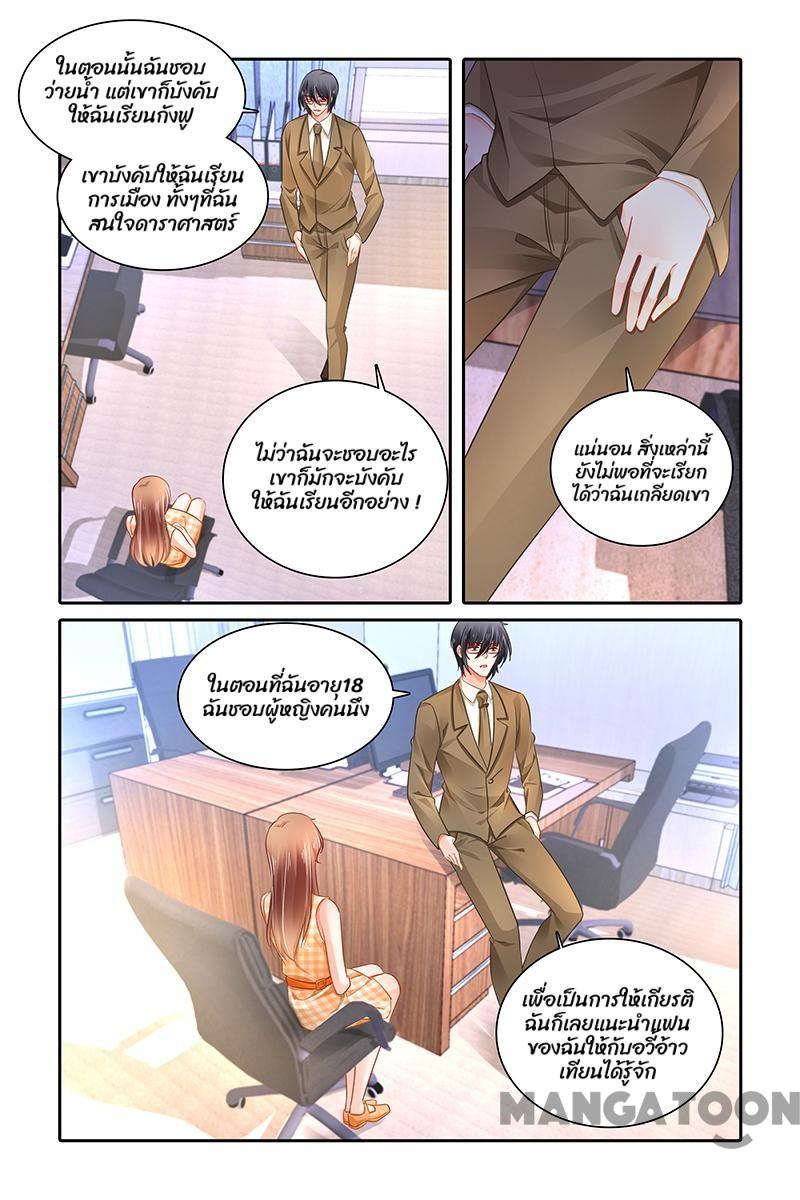 ในตอนนั้นฉันชอบ
ว่ายน้ำ แต่เขาก็บังคับ
ให้ฉันเรียนกังฟู
เขาบังคับให้ฉันเรียน
การเมือง ทั้งๆที่ฉัน
สนใจดาราศาสตร์
ไม่ว่าฉันจะชอบอะไร
เขาก็มักจะบังคับ
ให้ฉันเรียนอีกอย่าง !
แน่นอน สิ่งเหล่านี้
ยังไม่พอที่จะเรียก
ได้ว่าฉันเกลียดเขา
ในตอนที่ฉันอายุ18
ฉันชอบผู้หญิงคนนึง
เพื่อเป็นการให้เกียรติ
ฉันก็เลยแนะนำแฟน
ของฉันให้กับอวี๋อ้าว
เทียนได้รู้จัก
MANGATOON